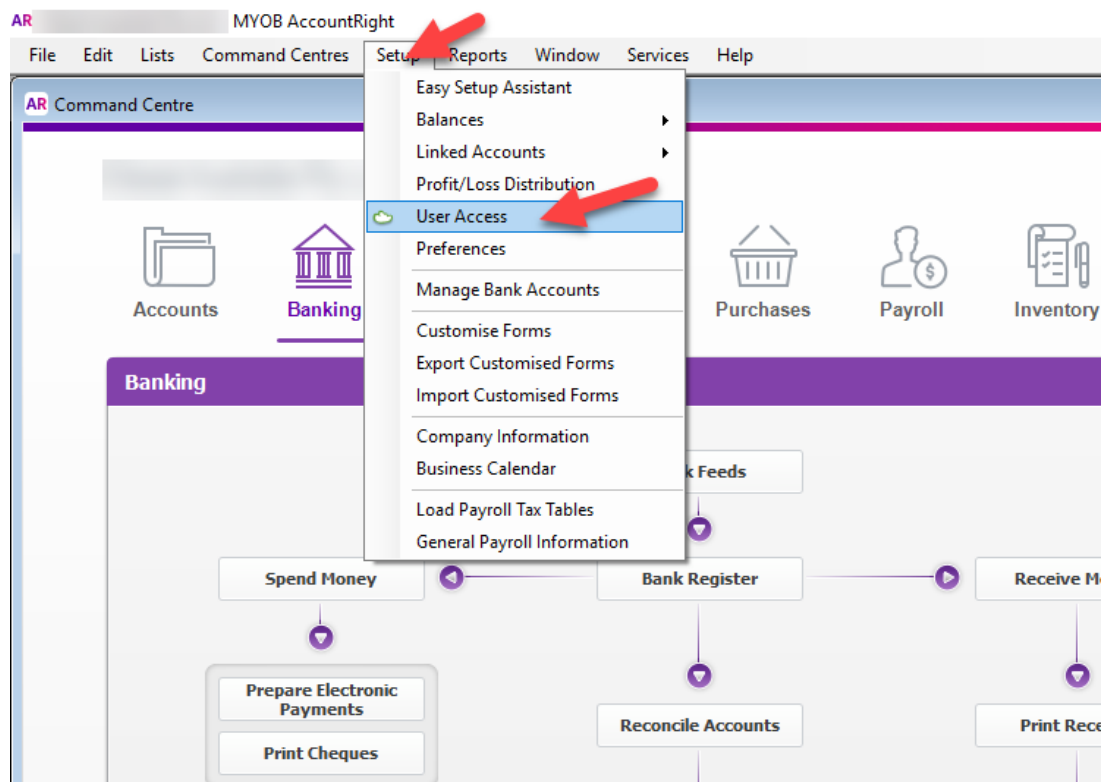 AR MYOB AccountRight
File Edit Lists Command Centres Setup Reports Window Services Help
AR Command Centre
Easy Setup Assistant
Balances
Linked Accounts
Profit/Loss Distribution
User Access
Preferences
Manage Bank Accounts
Customise Forms
Export Customised Forms
Import Customised Forms
Company Information
Business Calendar
Load Payroll Tax Tables
General Payroll Information
Accounts Banking Purchases Payroll Inventory
Banking
k Feeds
Spend Money Bank Register Receive M
Prepare Electronic
Payments
Print Cheques
Reconcile Accounts Print Rece